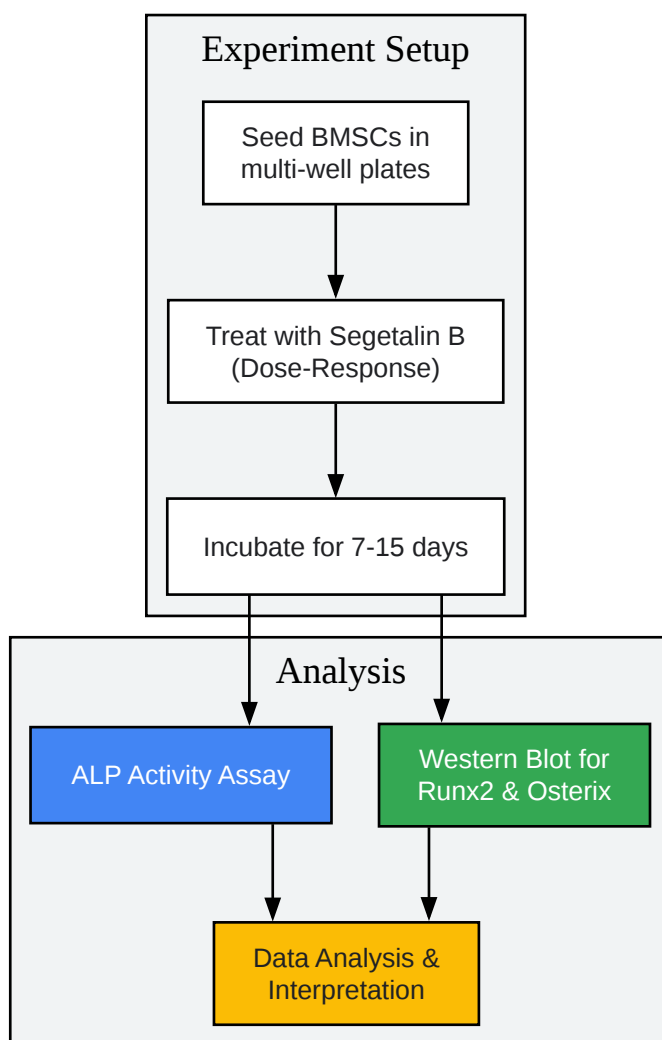 Experiment Setup
Seed BMSCs in
multi-well plates
Treat with Segetalin B
(Dose-Response)
Incubate for 7-15 days
Analysis
ALP Activity Assay
Western Blot for
Runx2 & Osterix
Data Analysis &
Interpretation